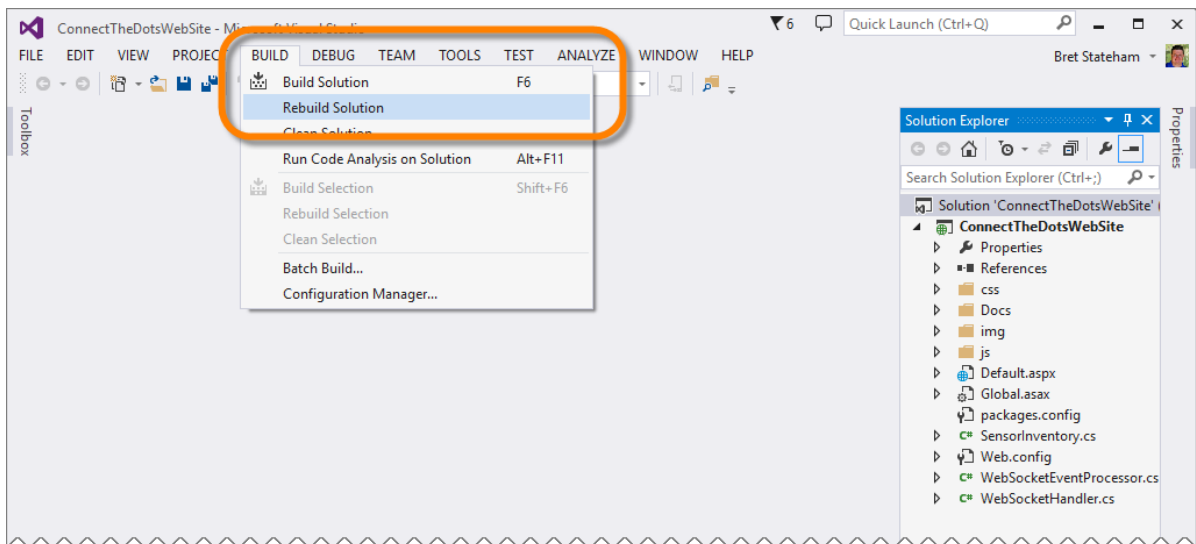 ConnectTheDotsWebSite - Microsoft Visual Studio
6
Quick Launch (Ctrl+Q)
FILE EDIT VIEW PROJECT BUILD DEBUG TEAM TOOLS TEST ANALYZE WINDOW HELP
Bret Stateham
Toolbox
Build Solution F6
Rebuild Solution
Clean Solution
Run Code Analysis on Solution Alt+F11
Build Selection Shift+F6
Rebuild Selection
Clean Selection
Batch Build...
Configuration Manager...
Solution Explorer
Search Solution Explorer (Ctrl+;)
Solution 'ConnectTheDotsWebSite' (
ConnectTheDotsWebSite
Properties
References
css
Docs
img
js
Default.aspx
Global.asax
packages.config
C# SensorInventory.cs
Web.config
C# WebSocketEventProcessor.cs
C# WebSocketHandler.cs
Properties